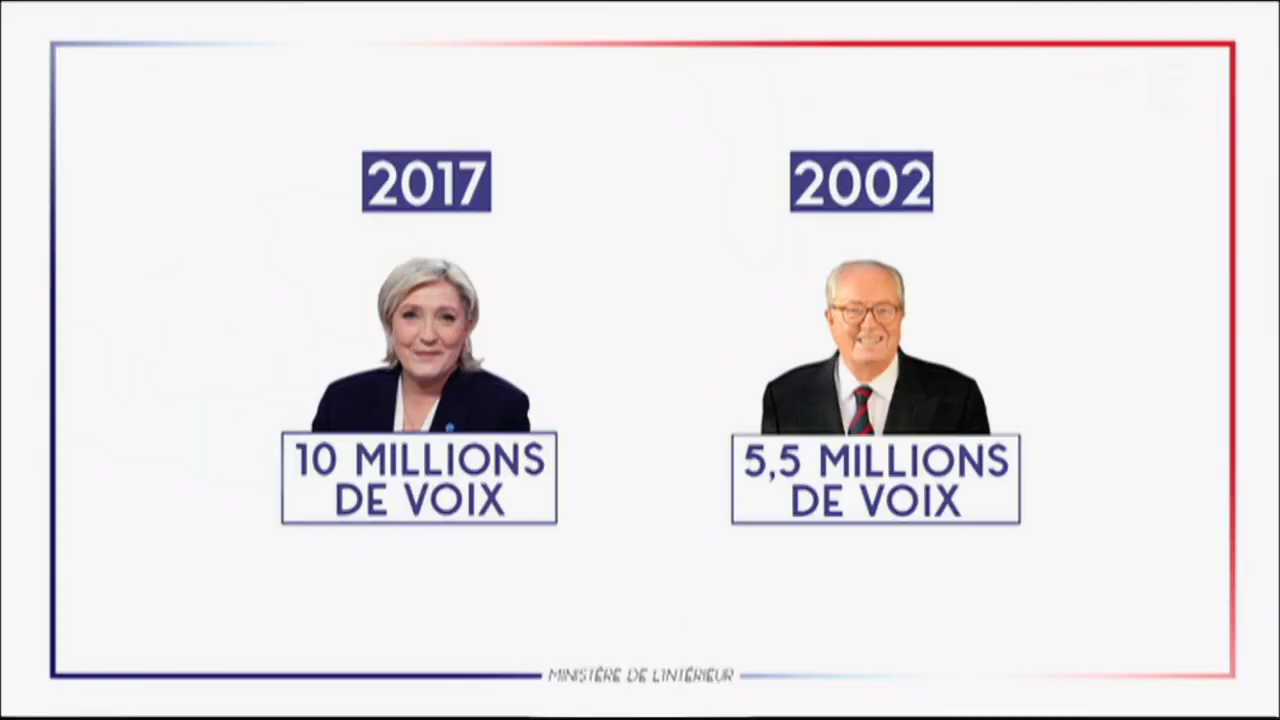 2017
2002
10 MILLIONS
DE VOIX
5,5 MILLIONS
DE VOIX
MINISTÈRE DE L'INTÉRIEUR